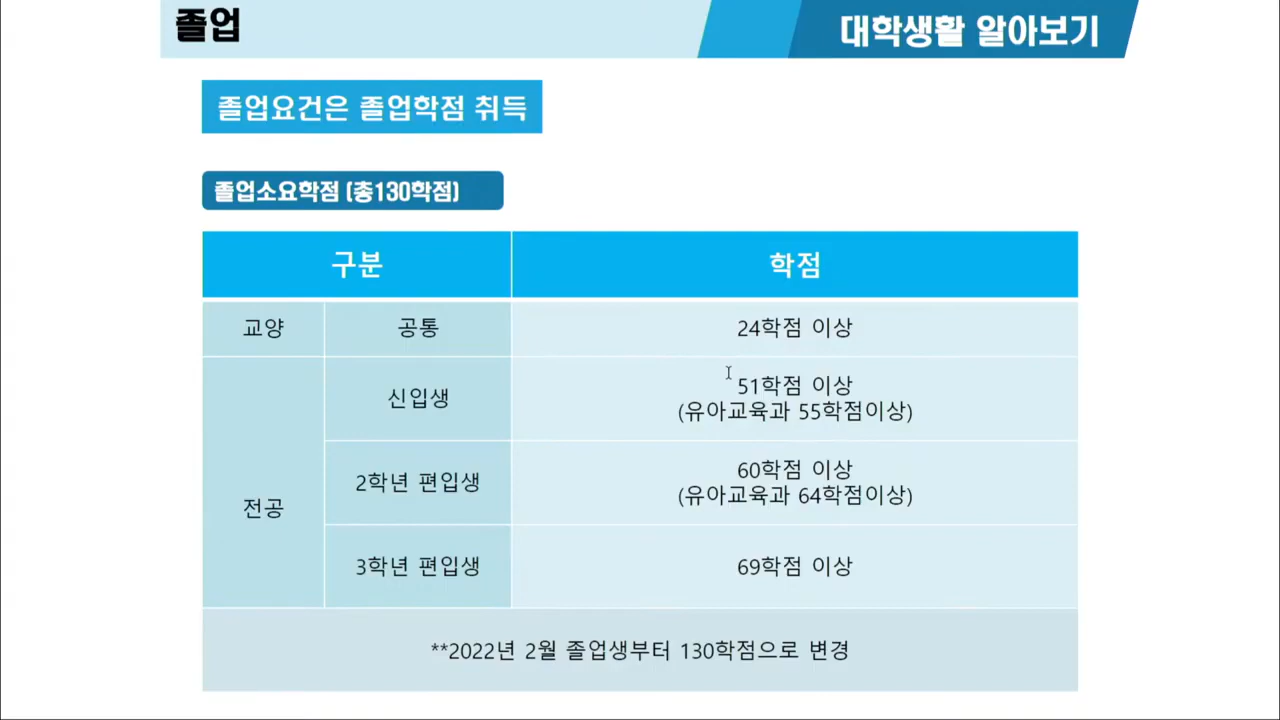 졸업
대학생활 알아보기
졸업요건은 졸업학점 취득
졸업소요학점 (총130학점)
구분
학점
교양
공통
24학점 이상
전공
신입생
51학점 이상
(유아교육과 55학점이상)
2학년 편입생
60학점 이상
(유아교육과 64학점이상)
3학년 편입생
69학점 이상
**2022년 2월 졸업생부터 130학점으로 변경